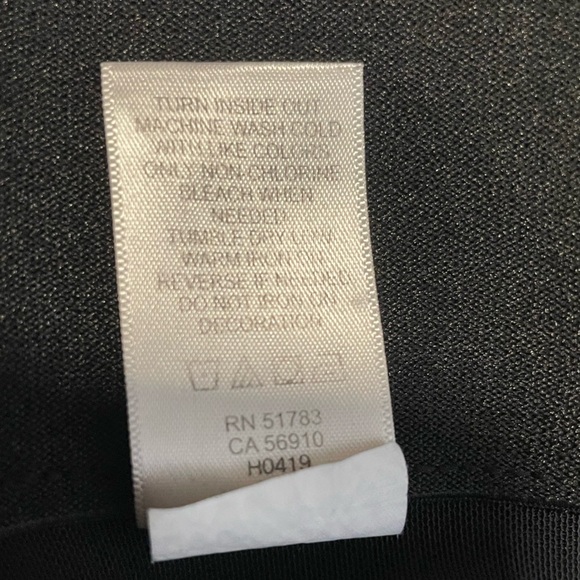 TURN INSIDE OUT
MACHINE WASH COLD
WITH LIKE COLORS
ONLY NON-CHLORINE
BLEACH WHEN
NEEDED
TUMBLE DRY LOW
WARM IRON ON
REVERSE IF NEEDED
DO NOT IRON ON
DECORATION
RN 51783
CA 56910
H0419